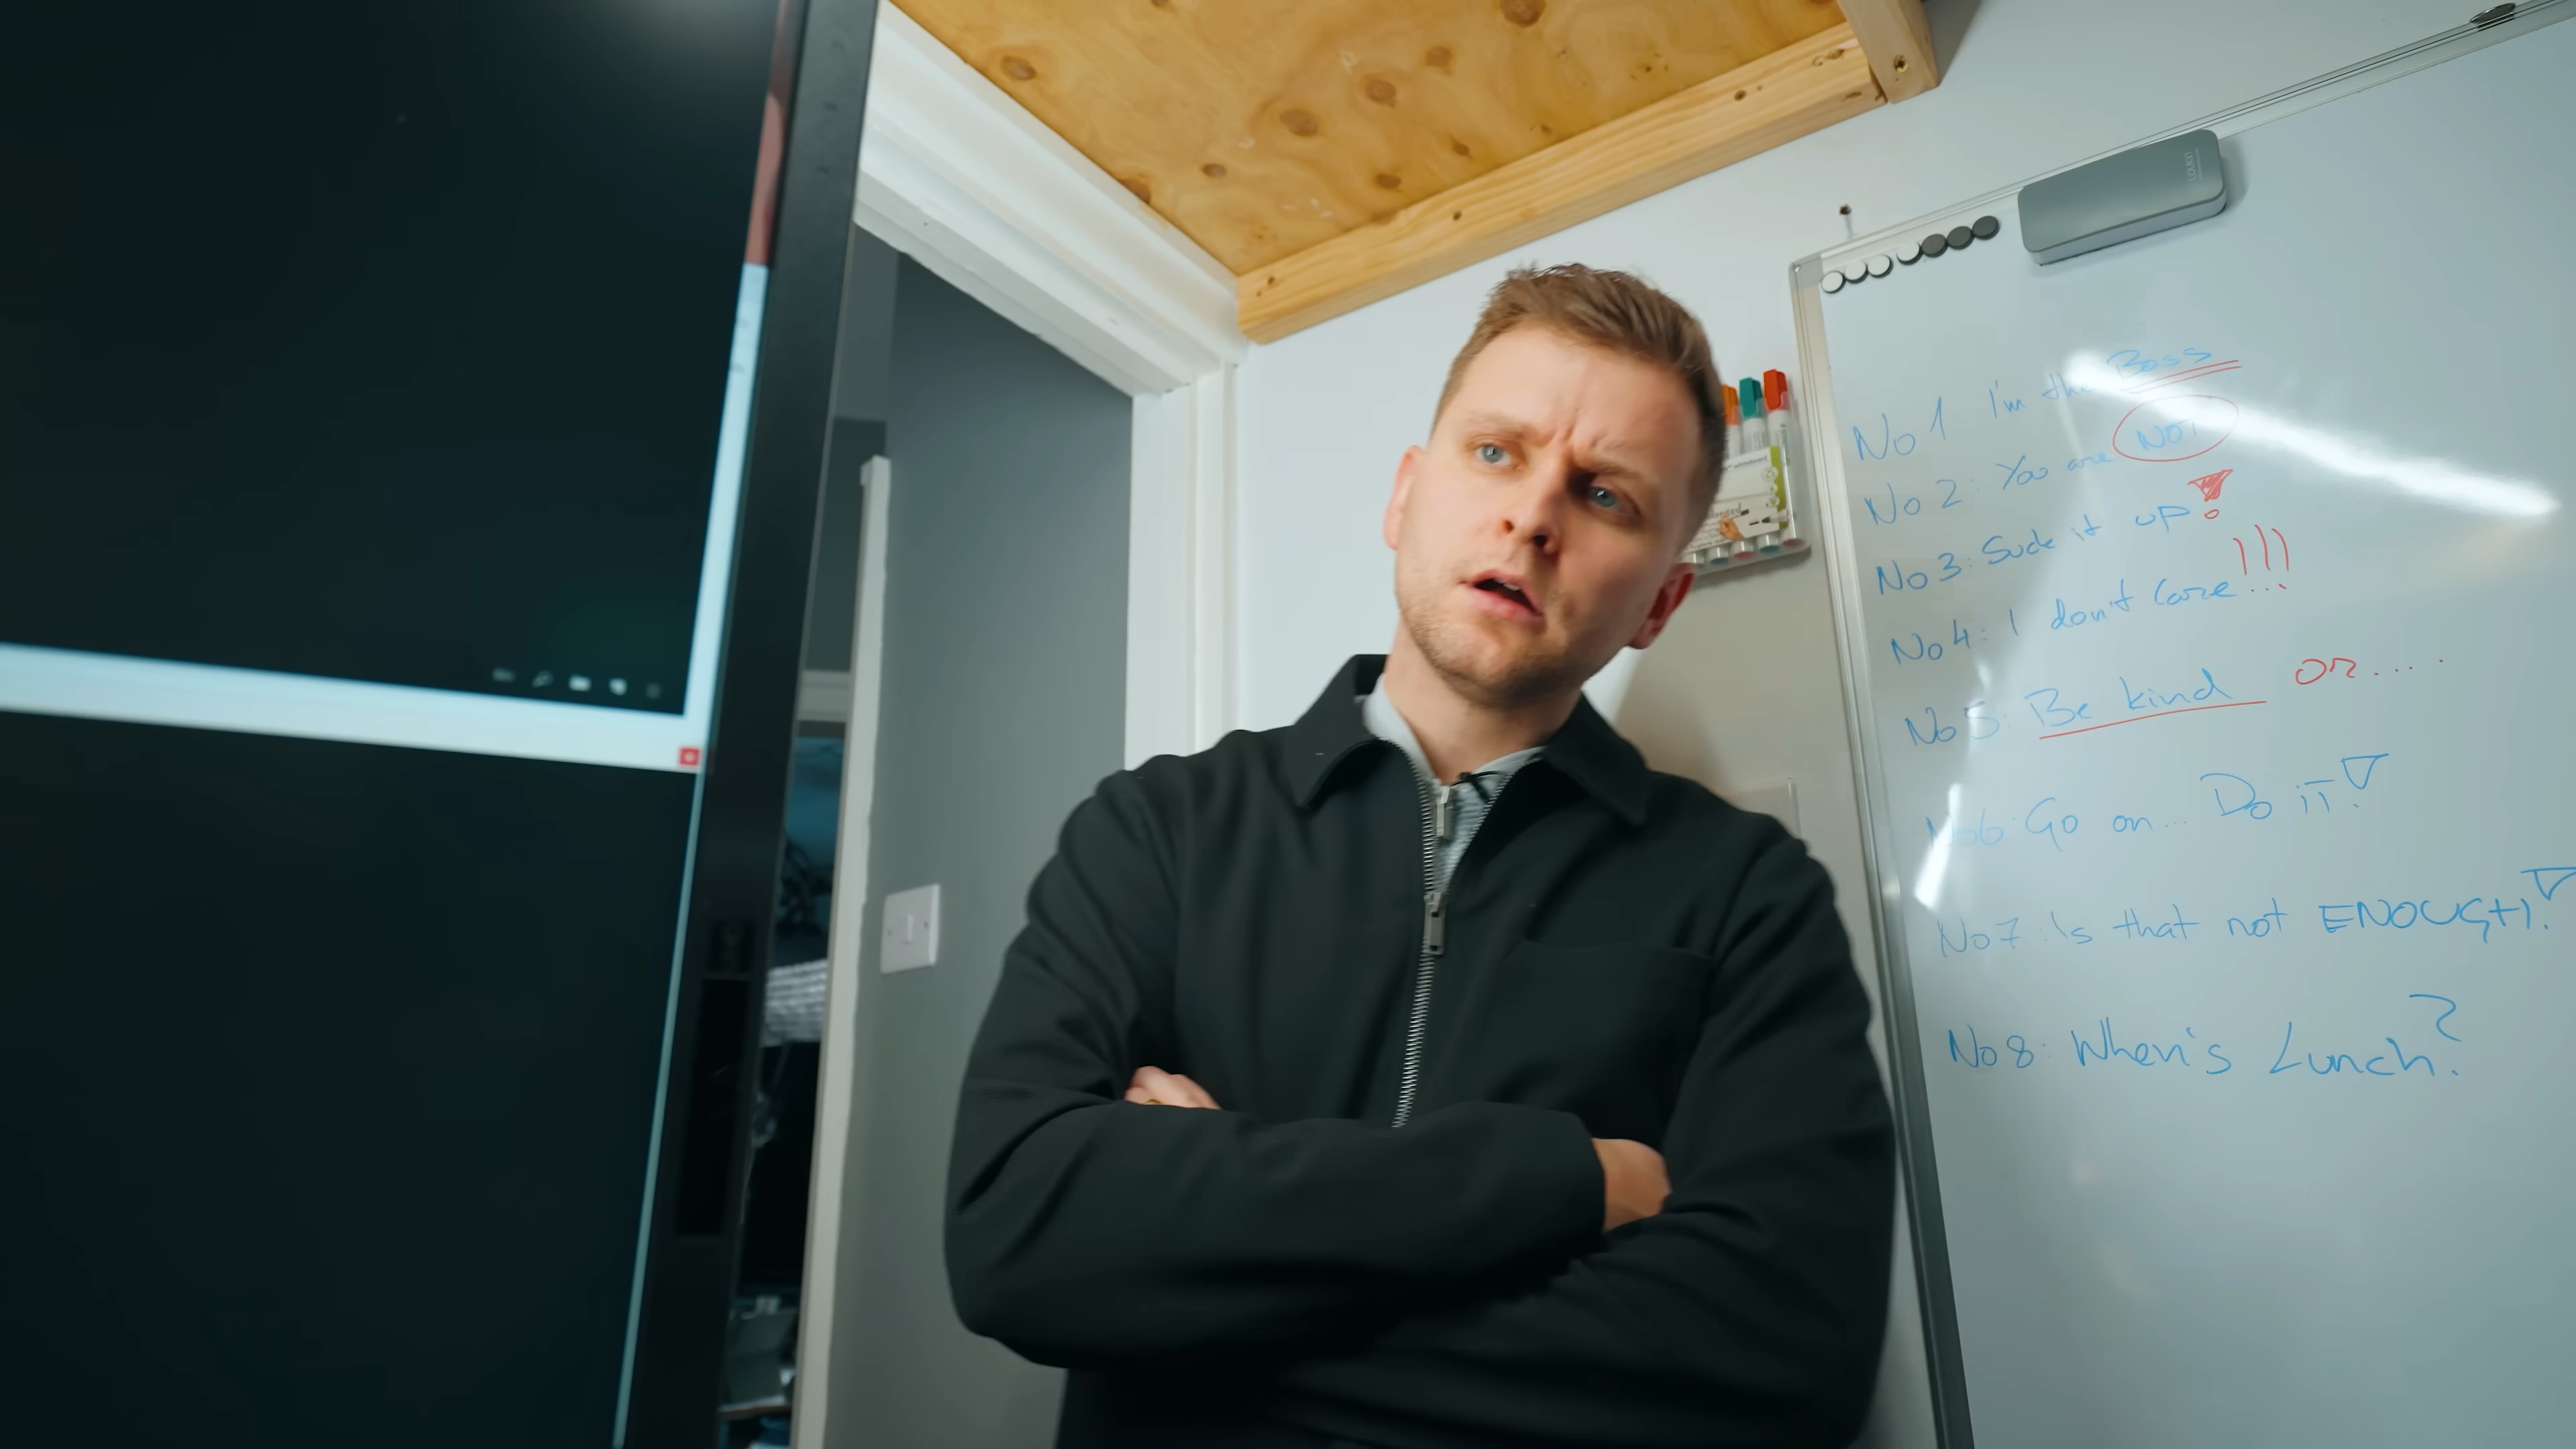 No 1 I'm the Boss
No 2: You are NOT
No 3: Suck it up!
No 4: I don't Care!!!
No 5: Be kind or.....
No 6: Go on... Do iT!
No 7: Is that not ENOUGH!
No 8: When's Lunch?